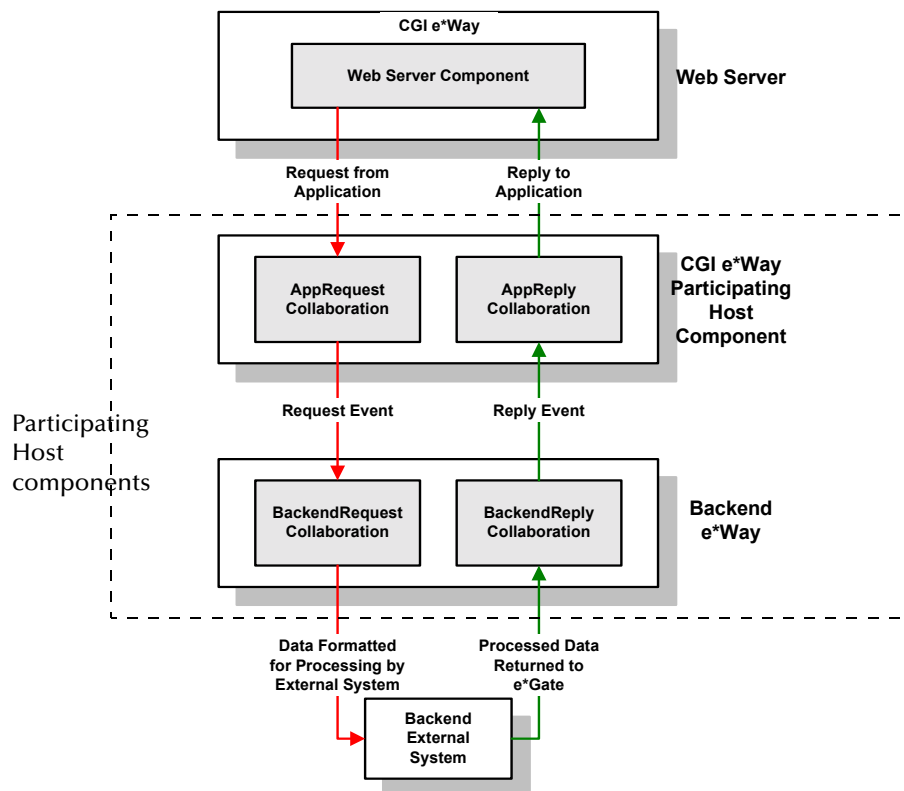 CGI e*Way
Web Server Component
Web Server
Request from
Application
Reply to
Application
AppRequest
Collaboration
AppReply
Collaboration
CGI e*Way
Participating
Host
Component
Request Event
Reply Event
Participating
Host
components
BackendRequest
Collaboration
BackendReply
Collaboration
Backend
e*Way
Data Formatted
for Processing by
External System
Processed Data
Returned to
e*Gate
Backend
External
System